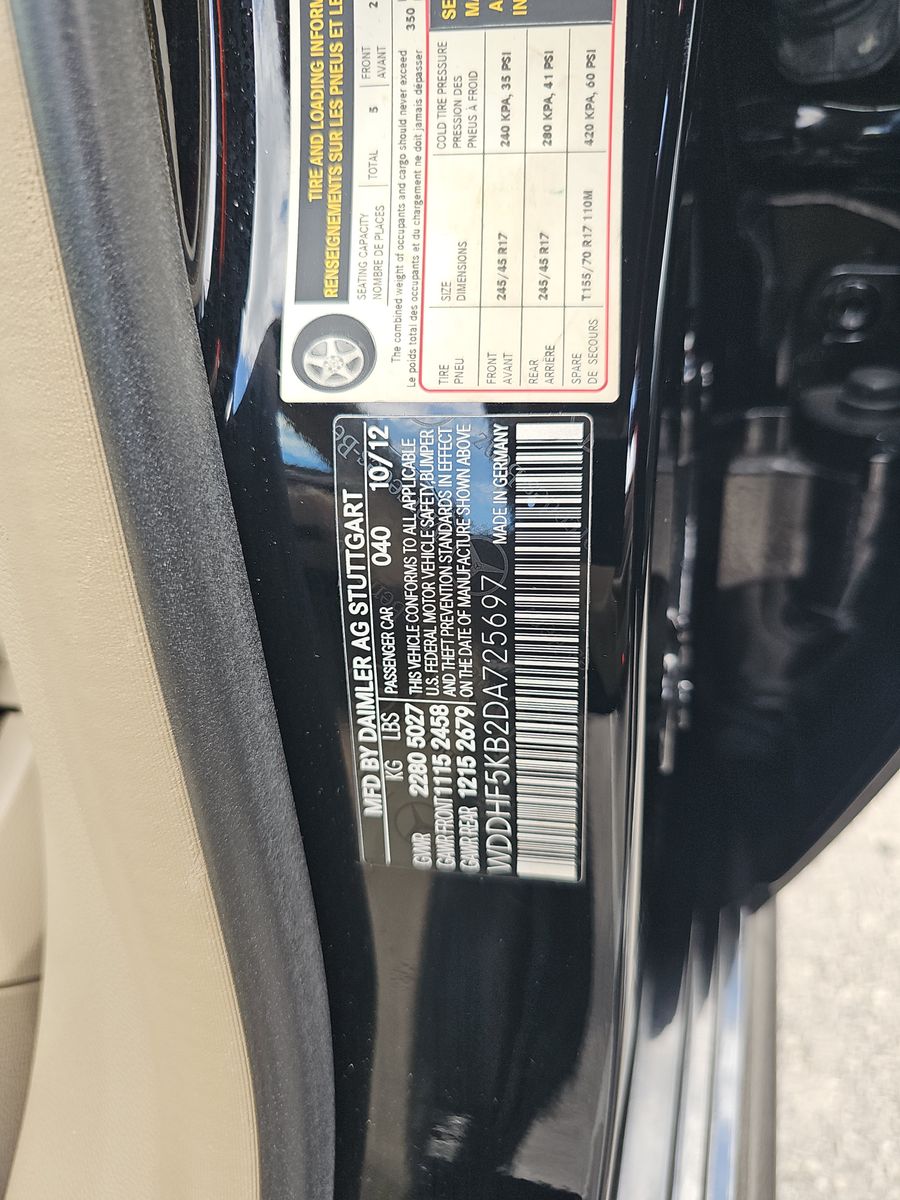 TIRE AND LOADING INFORM
RENSEIGNEMENTS SUR LES PNEUS ET LE
SEATING CAPACITY
NOMBRE DE PLACES
TOTAL 5
FRONT
AVANT
2
The combined weight of occupants and cargo should never exceed
Le poids total des occupants et du chargement ne doit jamais dépasser
350
TIRE
PNEU
SIZE
DIMENSIONS
COLD TIRE PRESSURE
PRESSION DES
PNEUS À FROID
SE
MA
A
IN
FRONT
AVANT
245/45 R17
240 KPA, 35 PSI
REAR
ARRIÈRE
245/45 R17
280 KPA, 41 PSI
SPARE
DE SECOURS
T155/70 R17 110M
420 KPA, 60 PSI
MFD BY DAIMLER AG STUTTGART
KG LBS
PASSENGER CAR 040 10/12
GVWR 2280 5027
GAWR FRONT 1115 2458
GAWR REAR 1215 2679
THIS VEHICLE CONFORMS TO ALL APPLICABLE
U.S. FEDERAL MOTOR VEHICLE SAFETY, BUMPER
AND THEFT PREVENTION STANDARDS IN EFFECT
ON THE DATE OF MANUFACTURE SHOWN ABOVE
WDDHF5KB2DA725697 MADE IN GERMANY